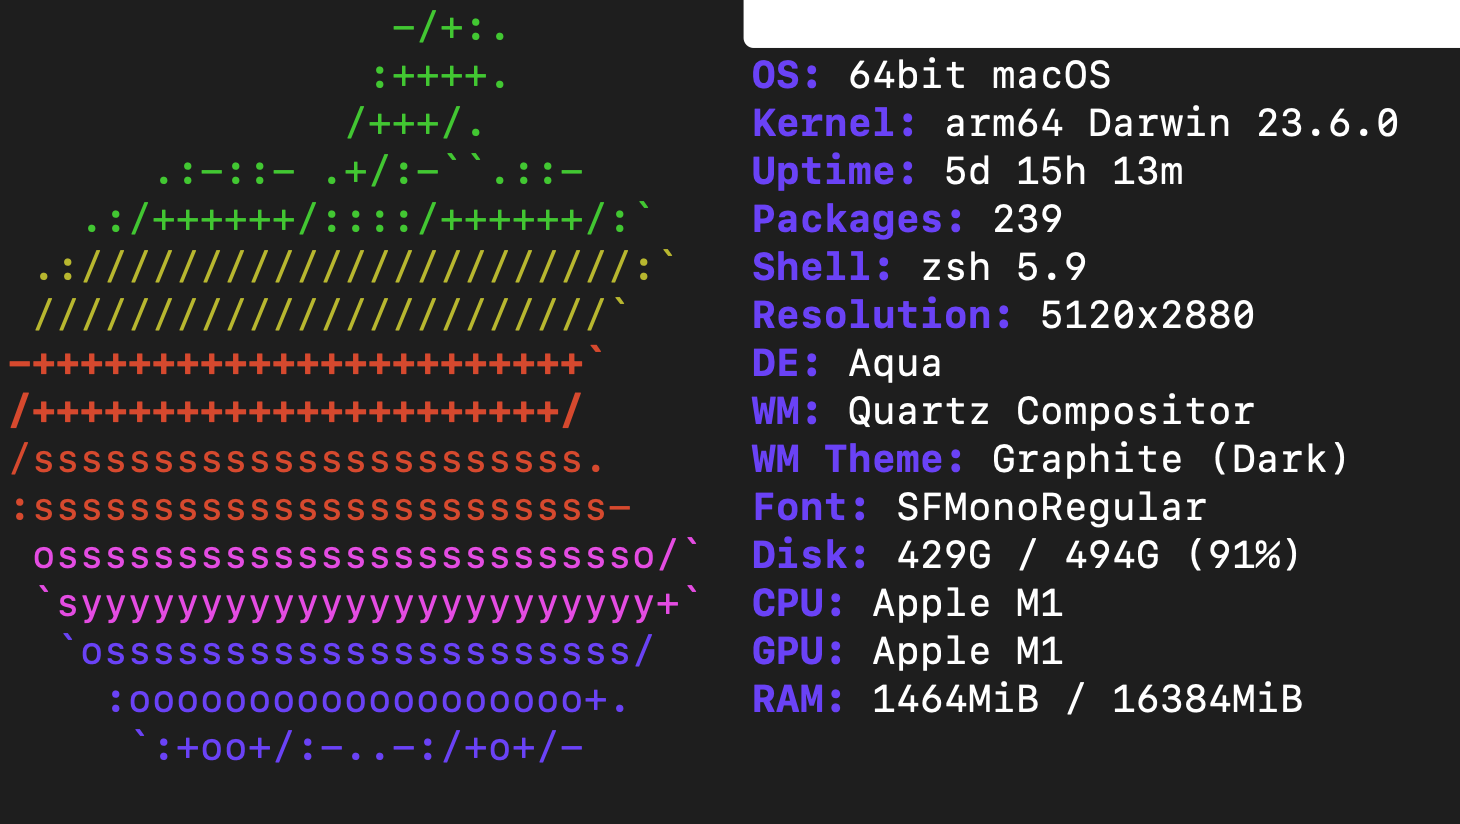 -/+:.
:++++. OS: 64bit macOS
/+++/. Kernel: arm64 Darwin 23.6.0
.:-::- .+/:-``.::- Uptime: 5d 15h 13m
.:/++++++/::::/++++++/:` Packages: 239
.:///////////////////////:` Shell: zsh 5.9
////////////////////////` Resolution: 5120x2880
-+++++++++++++++++++++++` DE: Aqua
/++++++++++++++++++++++/ WM: Quartz Compositor
/sssssssssssssssssssssss. WM Theme: Graphite (Dark)
:ssssssssssssssssssssssss- Font: SFMonoRegular
osssssssssssssssssssssssso/` Disk: 429G / 494G (91%)
`syyyyyyyyyyyyyyyyyyyyyyyy+` CPU: Apple M1
`ossssssssssssssssssssss/ GPU: Apple M1
:ooooooooooooooooooo+. RAM: 1464MiB / 16384MiB
`:+oo+/:-..-:/+o+/-